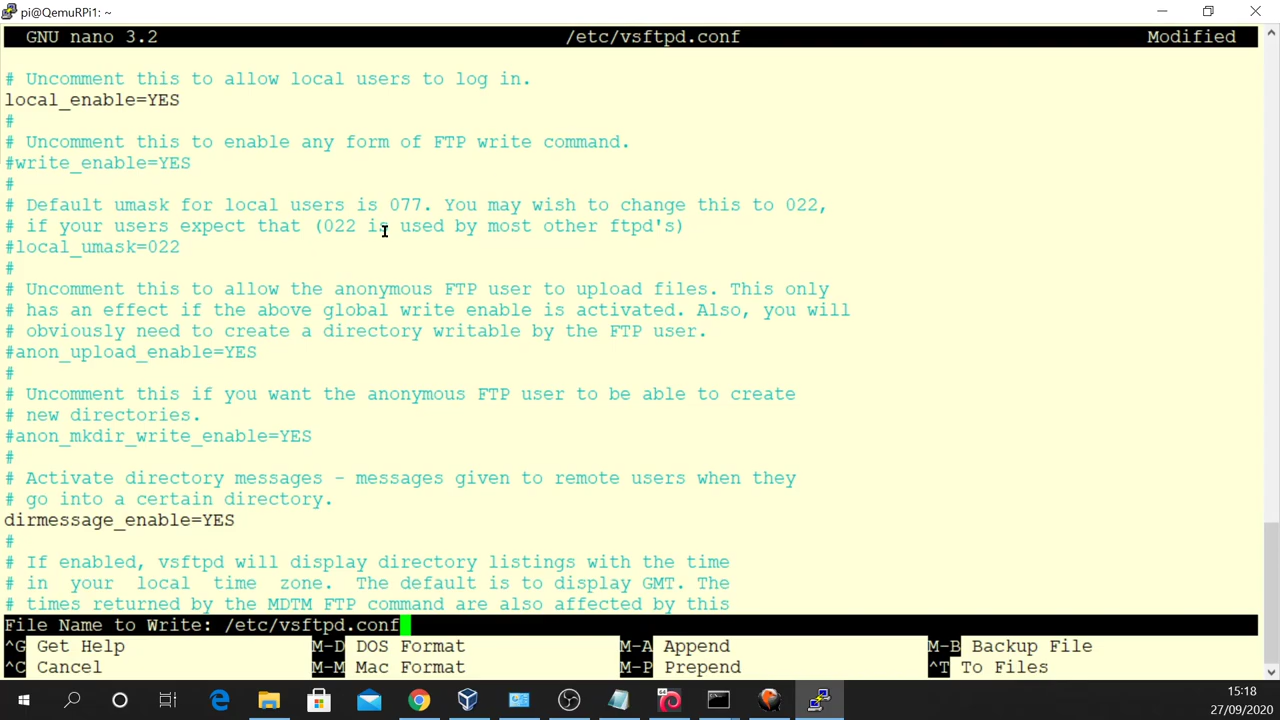 pi@QemuRPi1: ~
GNU nano 3.2 /etc/vsftpd.conf Modified
# Uncomment this to allow local users to log in.
local_enable=YES
#
# Uncomment this to enable any form of FTP write command.
#write_enable=YES
#
# Default umask for local users is 077. You may wish to change this to 022,
# if your users expect that (022 is used by most other ftpd's)
#local_umask=022
#
# Uncomment this to allow the anonymous FTP user to upload files. This only
# has an effect if the above global write enable is activated. Also, you will
# obviously need to create a directory writable by the FTP user.
#anon_upload_enable=YES
#
# Uncomment this if you want the anonymous FTP user to be able to create
# new directories.
#anon_mkdir_write_enable=YES
#
# Activate directory messages - messages given to remote users when they
# go into a certain directory.
dirmessage_enable=YES
#
# If enabled, vsftpd will display directory listings with the time
# in  your  local  time  zone.  The default is to display GMT. The
# times returned by the MDTM FTP command are also affected by this
File Name to Write: /etc/vsftpd.conf
^G Get Help M-D DOS Format M-A Append M-B Backup File
^C Cancel M-M Mac Format M-P Prepend ^T To Files
64
15:18
27/09/2020